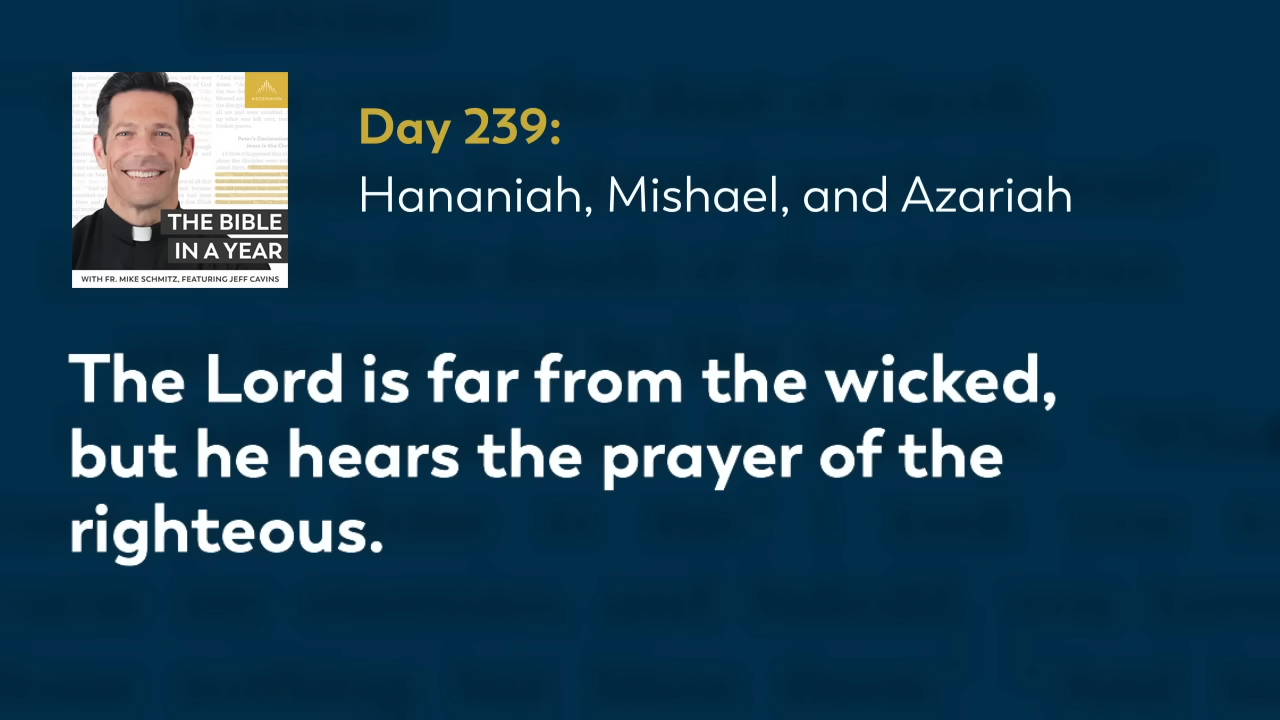 ASCENSION
Day 239:
Hananiah, Mishael, and Azariah
THE BIBLE
IN A YEAR
WITH FR. MIKE SCHMITZ, FEATURING JEFF CAVINS
The Lord is far from the wicked,
but he hears the prayer of the
righteous.